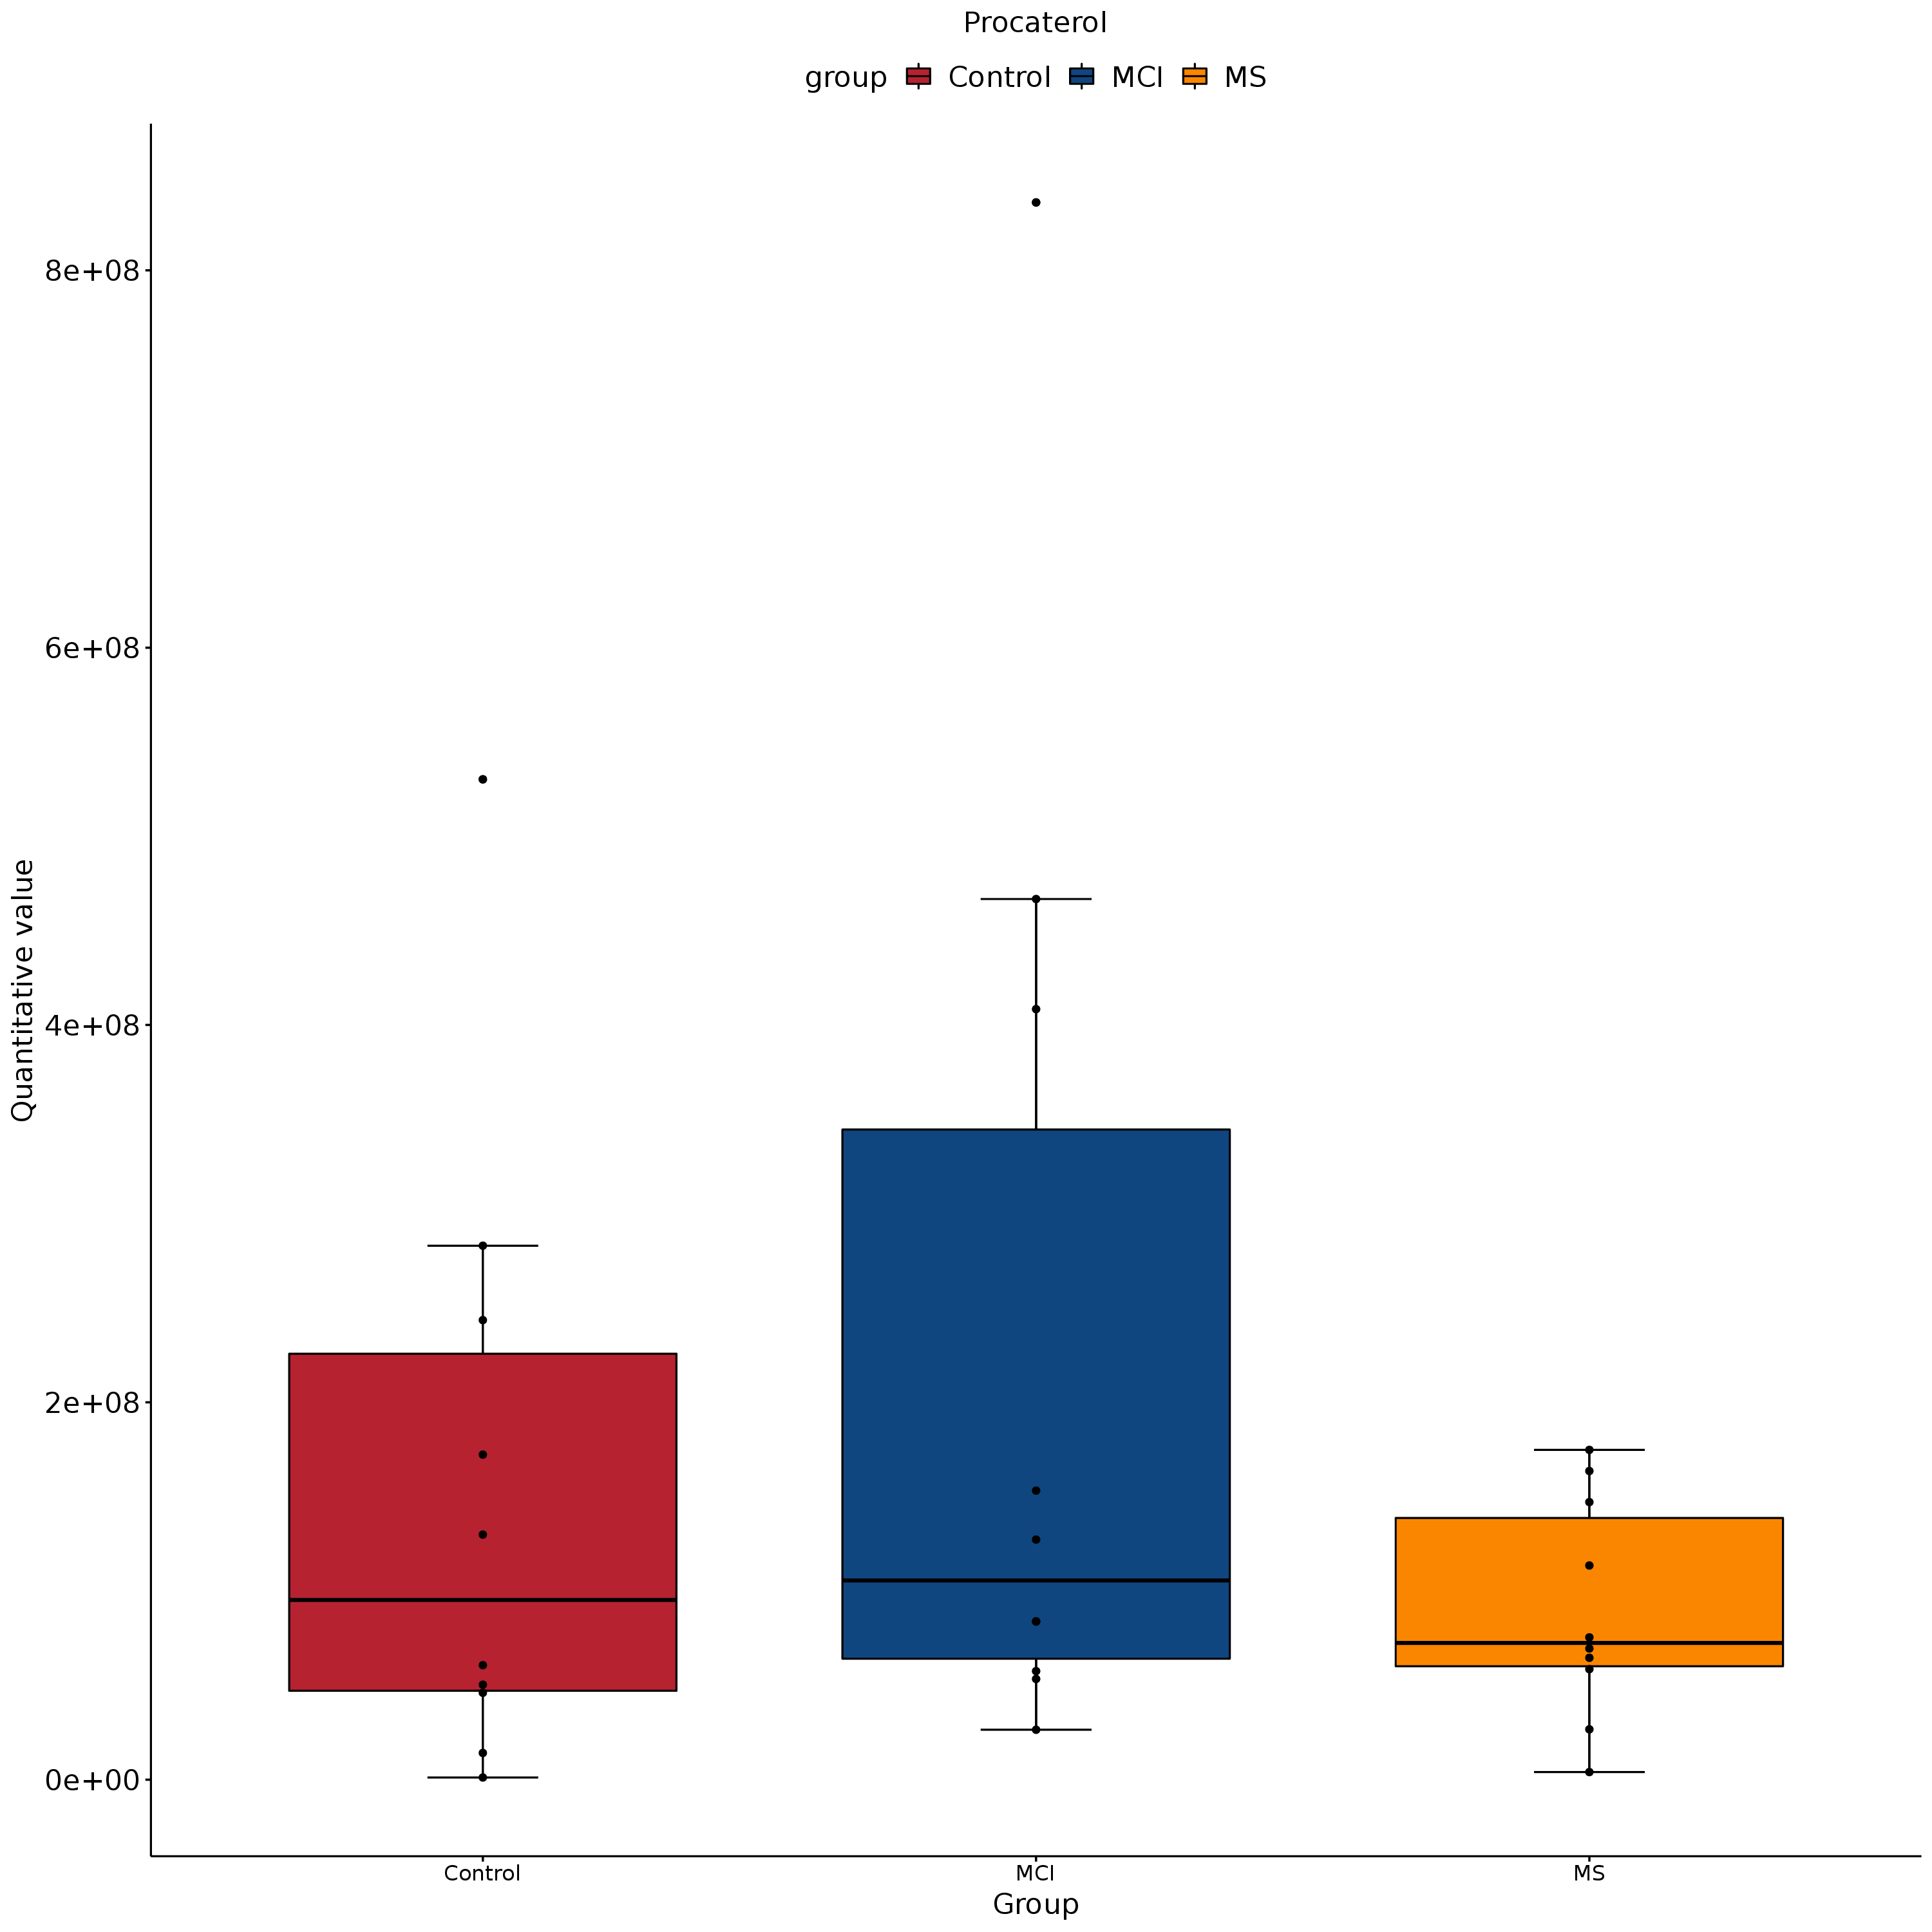 Procaterol
group Control MCI MS
Quantitative value
8e+08
6e+08
4e+08
2e+08
0e+00
Control MCI MS
Group